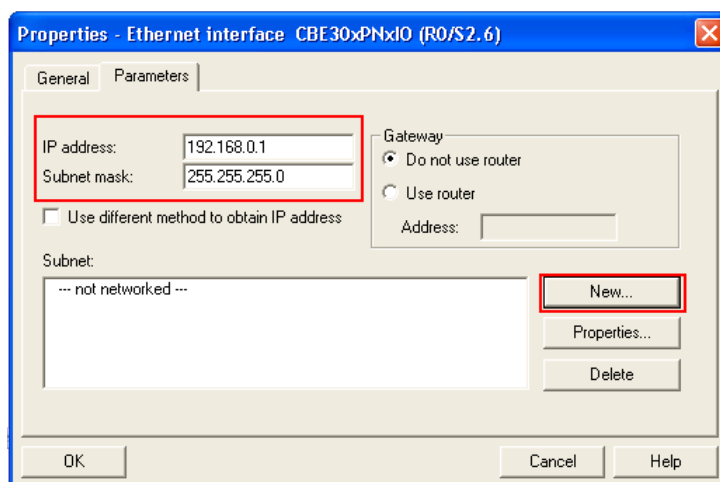 Properties - Ethernet interface CBE30xPNxIO (R0/S2.6)
General Parameters
IP address: 192.168.0.1
Subnet mask: 255.255.255.0
Use different method to obtain IP address
Gateway
Do not use router
Use router
Address:
Subnet:
--- not networked ---
New...
Properties...
Delete
OK Cancel Help